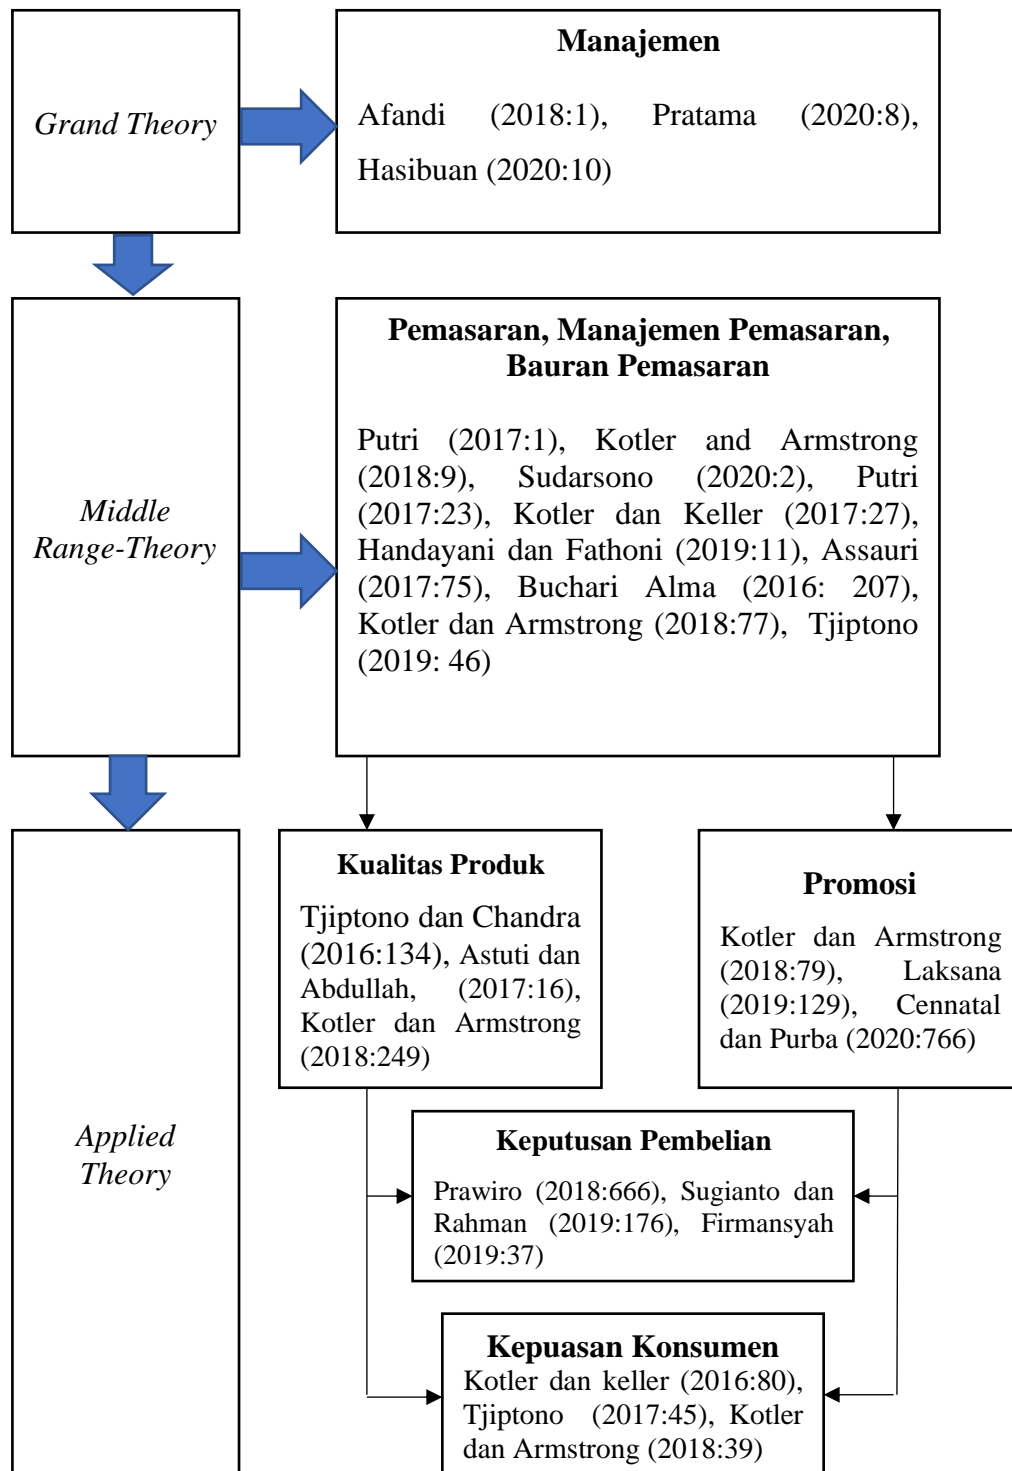 Manajemen
Grand Theory
Afandi (2018:1), Pratama (2020:8),
Hasibuan (2020:10)
Pemasaran, Manajemen Pemasaran,
Bauran Pemasaran
Middle
Range-Theory
Putri (2017:1), Kotler and Armstrong
(2018:9), Sudarsono (2020:2), Putri
(2017:23), Kotler dan Keller (2017:27),
Handayani dan Fathoni (2019:11), Assauri
(2017:75), Buchari Alma (2016: 207),
Kotler dan Armstrong (2018:77), Tjiptono
(2019: 46)
Applied
Theory
Kualitas Produk
Tjiptono dan Chandra
(2016:134), Astuti dan
Abdullah, (2017:16),
Kotler dan Armstrong
(2018:249)
Promosi
Kotler dan Armstrong
(2018:79), Laksana
(2019:129), Cennatal
dan Purba (2020:766)
Keputusan Pembelian
Prawiro (2018:666), Sugianto dan
Rahman (2019:176), Firmansyah
(2019:37)
Kepuasan Konsumen
Kotler dan keller (2016:80),
Tjiptono (2017:45), Kotler
dan Armstrong (2018:39)